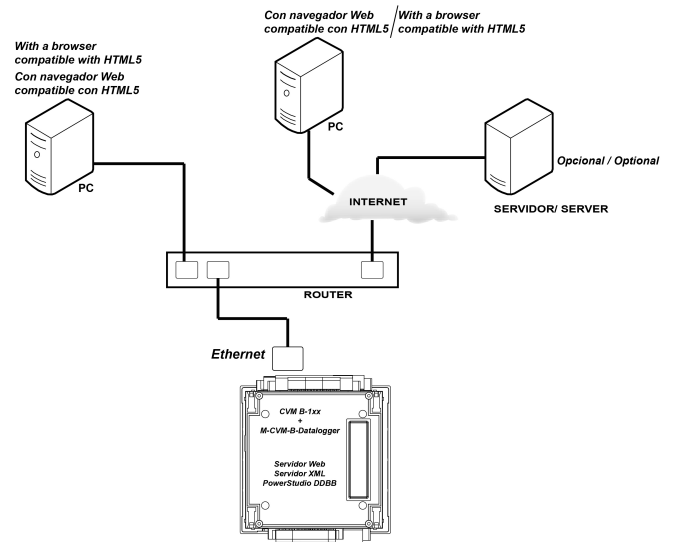 Con navegador Web
compatible con HTML5
/
With a browser
compatible with HTML5
With a browser
compatible with HTML5
Con navegador Web
compatible con HTML5
PC
PC
Opcional / Optional
INTERNET
SERVIDOR/ SERVER
ROUTER
Ethernet
CVM B-1xx
+
M-CVM-B-Datalogger
Servidor Web
Servidor XML
PowerStudio DDBB